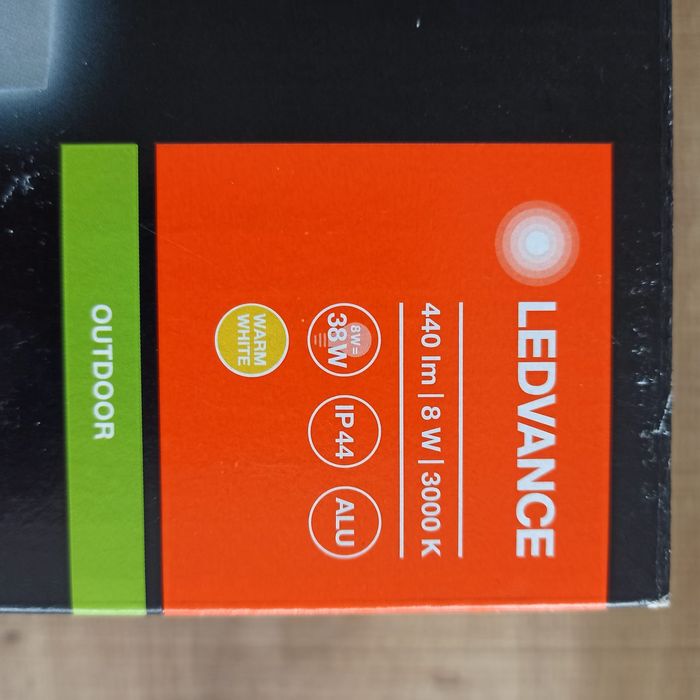 LEDVANCE
440 lm | 8 W | 3000 K
8W=
38W
IP44
ALU
WARM
WHITE
OUTDOOR